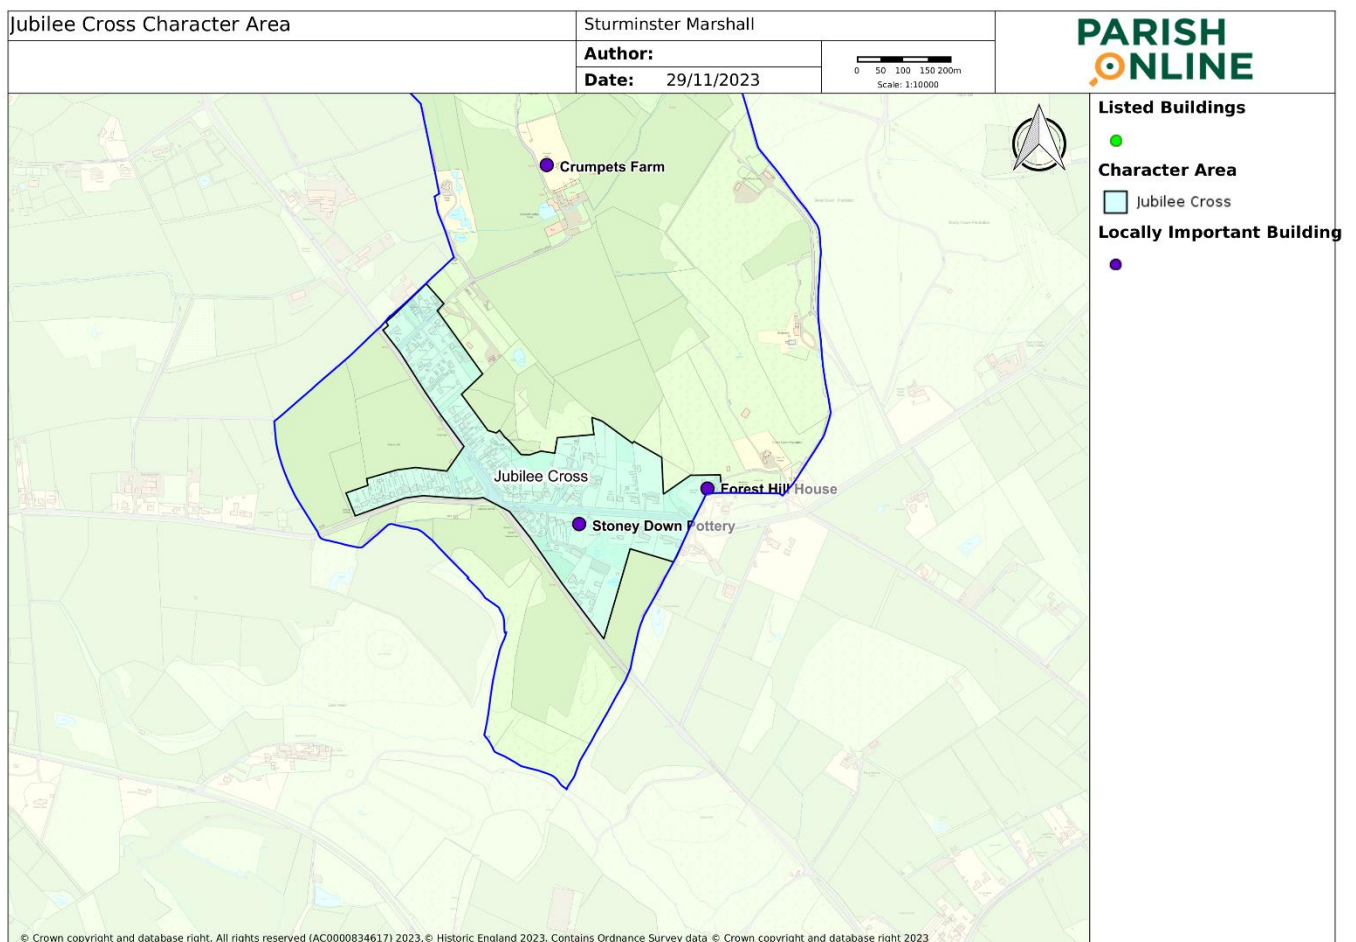 Jubilee Cross Character Area
Sturminster Marshall
Author:
Date: 29/11/2023
0 50 100 150 200m
Scale: 1:10000
PARISH
ONLINE
Listed Buildings
Character Area
Jubilee Cross
Locally Important Building
Crumpets Farm
Jubilee Cross
Forest Hill House
Stoney Down Pottery
© Crown copyright and database right. All rights reserved (AC0000834617) 2023.© Historic England 2023. Contains Ordnance Survey data © Crown copyright and database right 2023